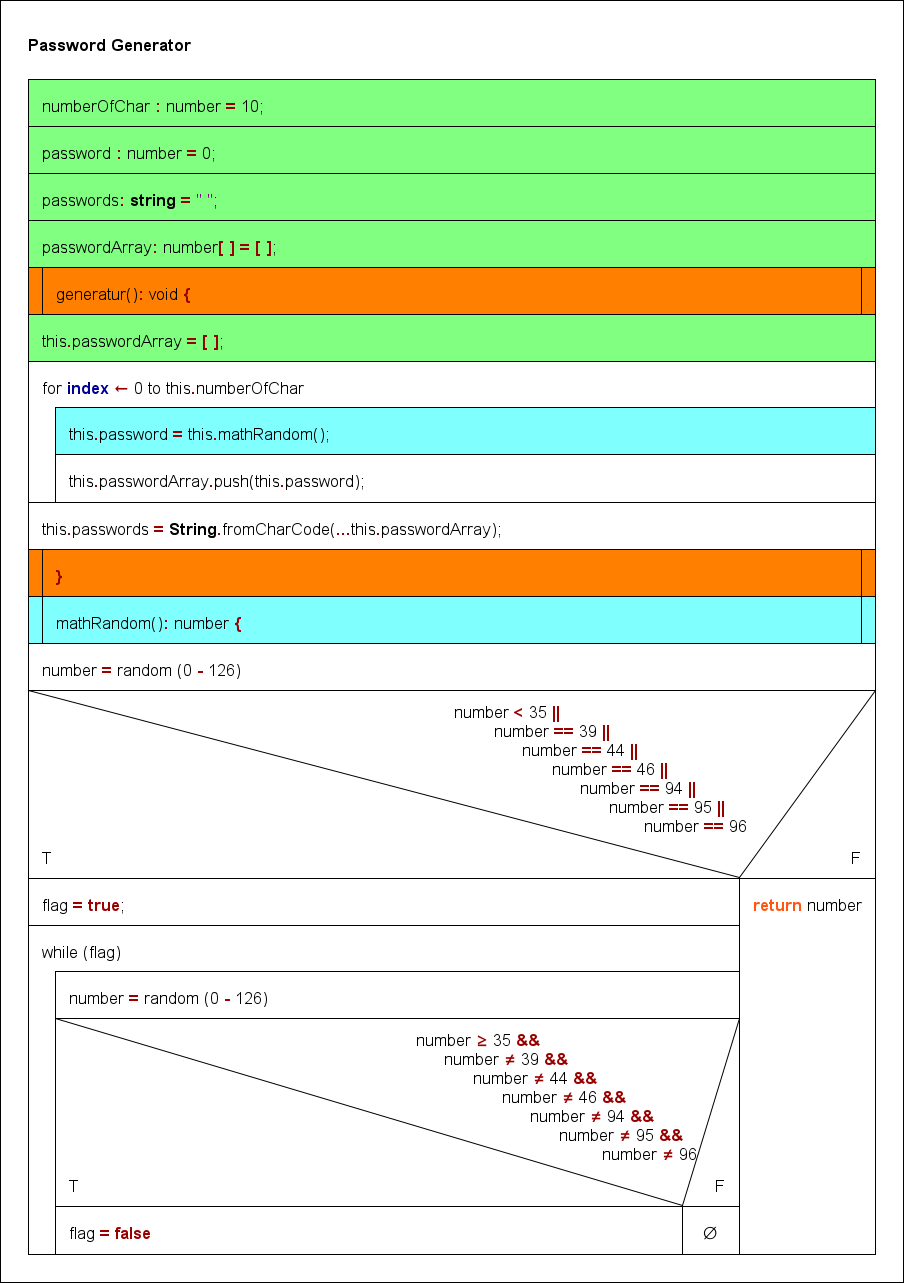 Password Generator
numberOfChar : number = 10;
password : number = 0;
passwords: string = " ";
passwordArray: number[ ] = [ ];
generatur(): void {
this.passwordArray = [ ];
for index ← 0 to this.numberOfChar
this.password = this.mathRandom();
this.passwordArray.push(this.password);
this.passwords = String.fromCharCode(...this.passwordArray);
}
mathRandom(): number {
number = random (0 - 126)
number < 35 ||
number == 39 ||
number == 44 ||
number == 46 ||
number == 94 ||
number == 95 ||
number == 96
T
F
flag = true;
return number
while (flag)
number = random (0 - 126)
number ≥ 35 &&
number ≠ 39 &&
number ≠ 44 &&
number ≠ 46 &&
number ≠ 94 &&
number ≠ 95 &&
number ≠ 96
T
F
flag = false
∅